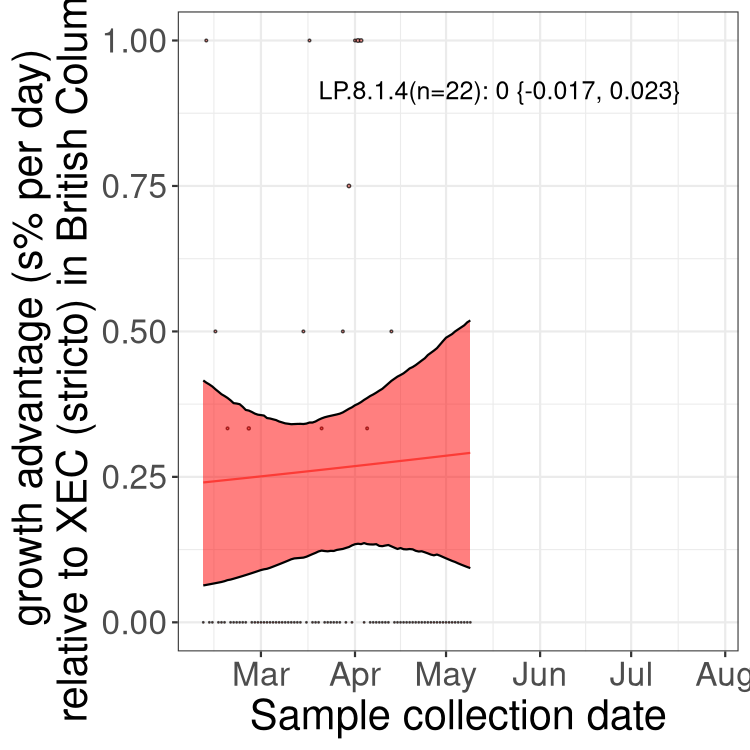 growth advantage (s% per day)
relative to XEC (stricto) in British Colum
1.00
0.75
0.50
0.25
0.00
LP.8.1.4(n=22): 0 {-0.017, 0.023}
Mar Apr May Jun Jul Aug
Sample collection date